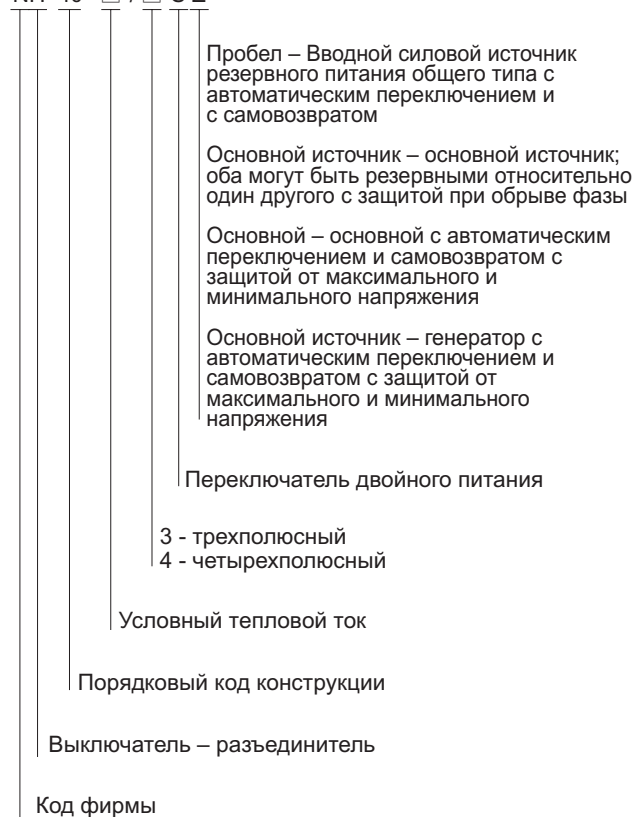 Пробел – Вводной силовой источник
резервного питания общего типа с
автоматическим переключением и
с самовозвратом
Основной источник – основной источник;
оба могут быть резервными относительно
один другого с защитой при обрыве фазы
Основной – основной с автоматическим
переключением и самовозвратом с
защитой от максимального и
минимального напряжения
Основной источник – генератор с
автоматическим переключением и
самовозвратом с защитой от
максимального и минимального
напряжения
Переключатель двойного питания
3 - трехполюсный
4 - четырехполюсный
Условный тепловой ток
Порядковый код конструкции
Выключатель – разъединитель
Код фирмы